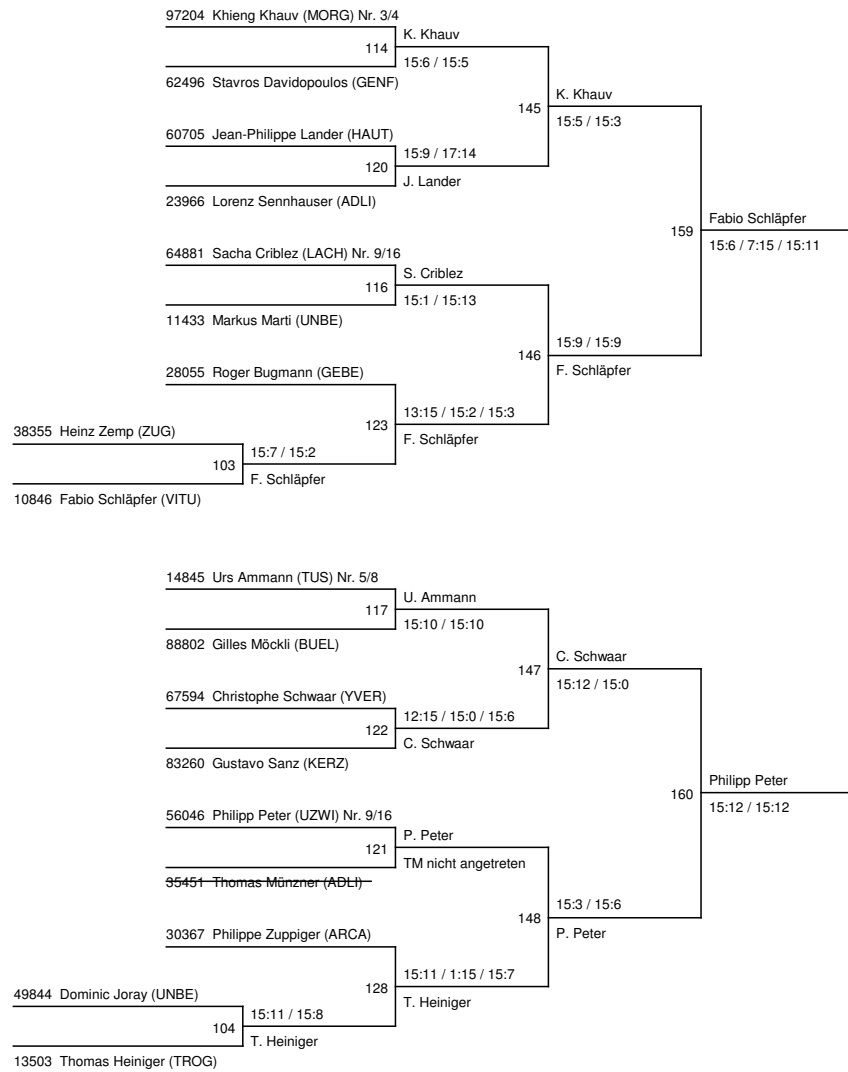 97204 Khieng Khauv (MORG) Nr. 3/4
K. Khauv
114
15:6 / 15:5
62496 Stavros Davidopoulos (GENF)
K. Khauv
145
15:5 / 15:3
60705 Jean-Philippe Lander (HAUT)
15:9 / 17:14
120
J. Lander
23966 Lorenz Sennhauser (ADLI)
Fabio Schläpfer
159
15:6 / 7:15 / 15:11
64881 Sacha Criblez (LACH) Nr. 9/16
S. Criblez
116
15:1 / 15:13
11433 Markus Marti (UNBE)
15:9 / 15:9
146
F. Schläpfer
28055 Roger Bugmann (GEBE)
13:15 / 15:2 / 15:3
123
F. Schläpfer
38355 Heinz Zemp (ZUG)
15:7 / 15:2
103
F. Schläpfer
10846 Fabio Schläpfer (VITU)
14845 Urs Ammann (TUS) Nr. 5/8
U. Ammann
117
15:10 / 15:10
88802 Gilles Möckli (BUEL)
C. Schwaar
147
15:12 / 15:0
67594 Christophe Schwaar (YVER)
12:15 / 15:0 / 15:6
122
C. Schwaar
83260 Gustavo Sanz (KERZ)
Philipp Peter
160
15:12 / 15:12
56046 Philipp Peter (UZWI) Nr. 9/16
P. Peter
121
TM nicht angetreten
35451 Thomas Münzner (ADLI)
15:3 / 15:6
148
P. Peter
30367 Philippe Zuppiger (ARCA)
15:11 / 1:15 / 15:7
128
T. Heiniger
49844 Dominic Joray (UNBE)
15:11 / 15:8
104
T. Heiniger
13503 Thomas Heiniger (TROG)